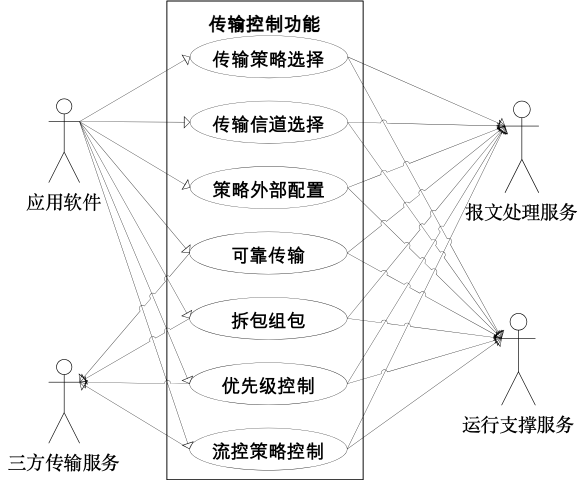 传输控制功能
传输策略选择
传输信道选择
策略外部配置
可靠传输
拆包组包
优先级控制
流控策略控制
应用软件
三方传输服务
报文处理服务
运行支撑服务